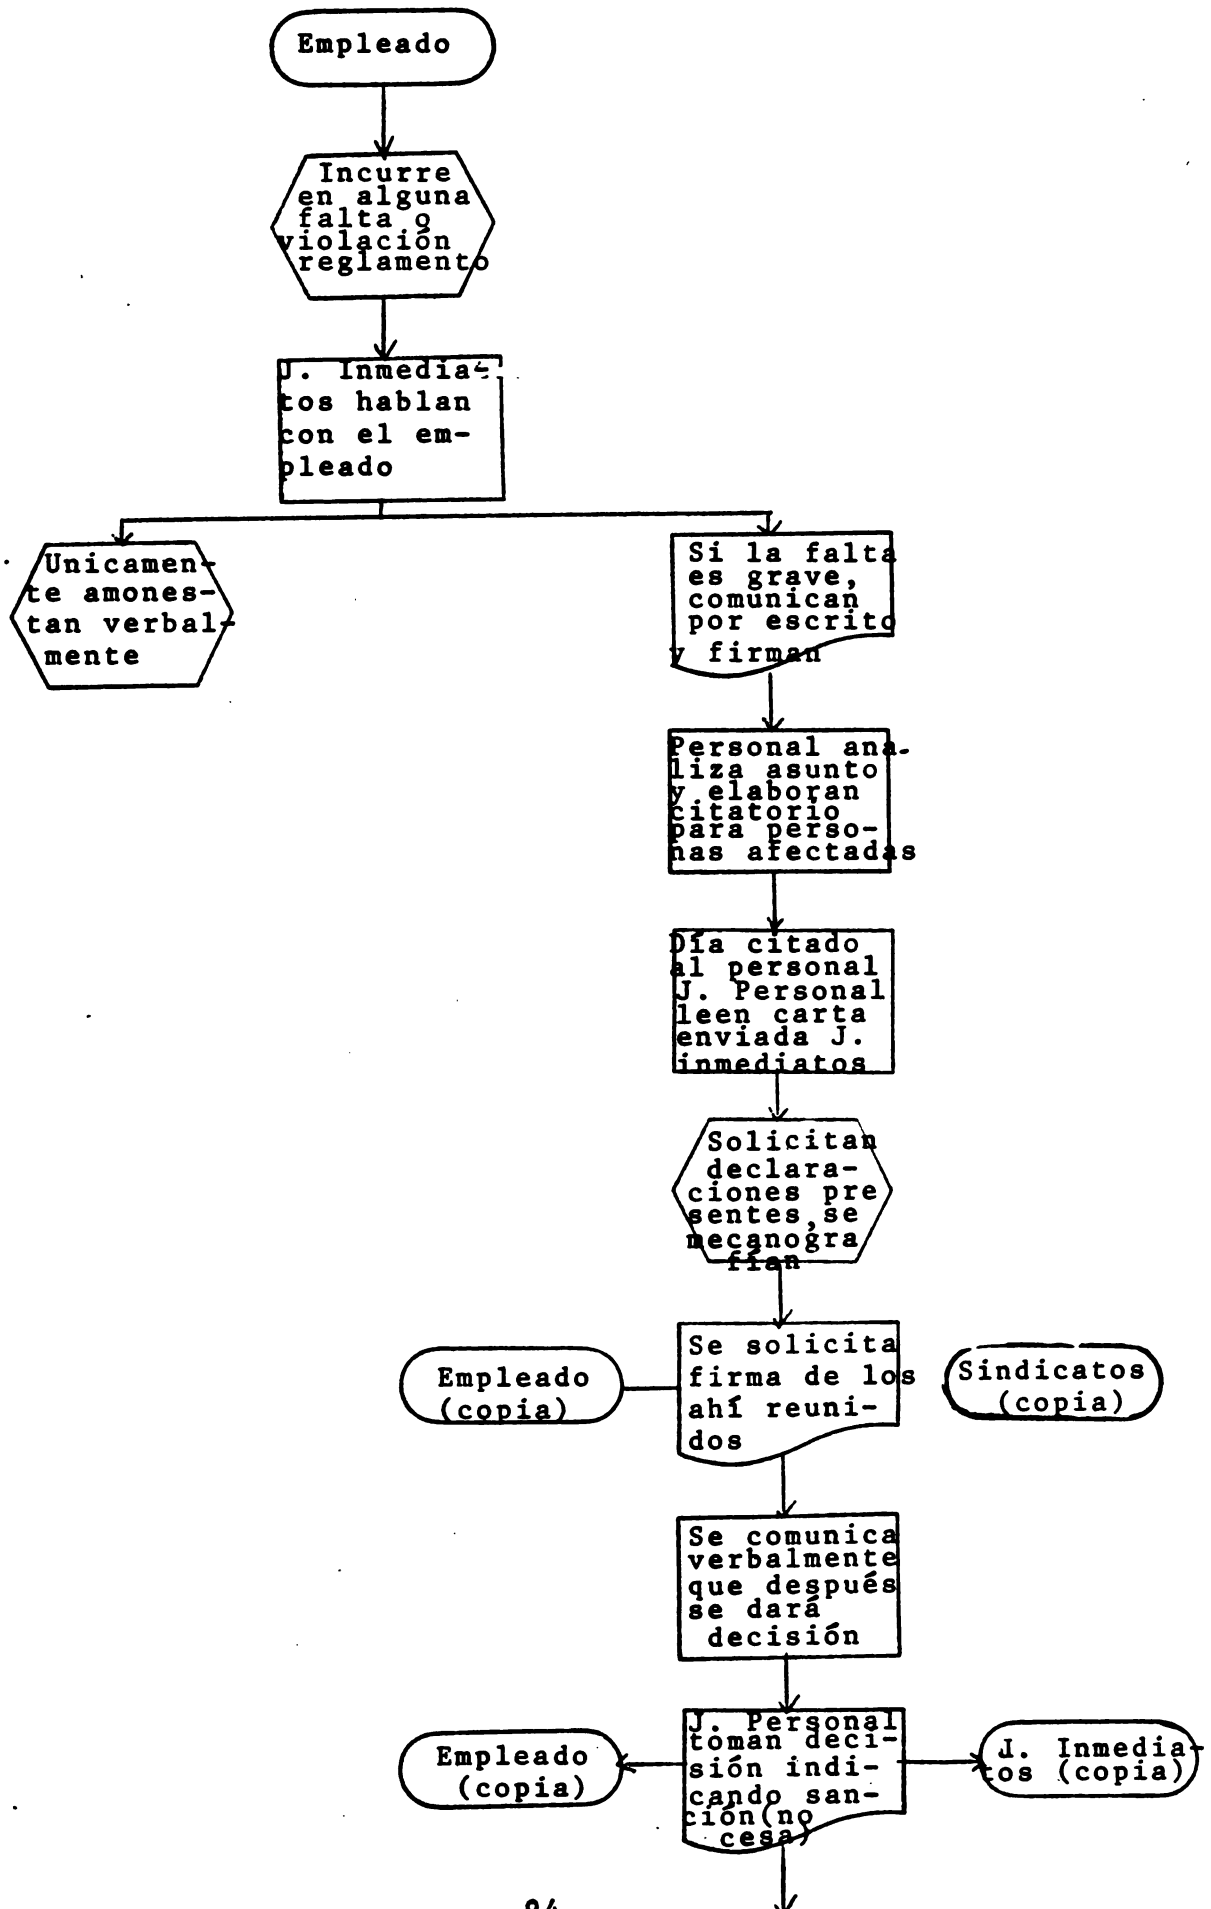 Empleado
Incurre
en alguna
falta o
violación
reglamento
J. Inmedia-
tos hablan
con el em-
pleado
Unicamen-
te amones-
tan verbal-
mente
Si la falta
es grave,
comunican
por escrito
y firman
Personal ana-
liza asunto
y elaboran
citatorio
para perso-
nas afectadas
Día citado
al personal
J. Personal
leen carta
enviada J.
inmediatos
Solicitan
declara-
ciones pre
sentes,se
mecanogra
fían
Se solicita
firma de los
ahí reuni-
dos
Empleado
(copia)
Sindicatos
(copia)
Se comunica
verbalmente
que después
se dará
decisión
J. Personal
toman deci-
sión indi-
cando san-
ción(no
cesa)
Empleado
(copia)
J. Inmedia-
tos (copia)